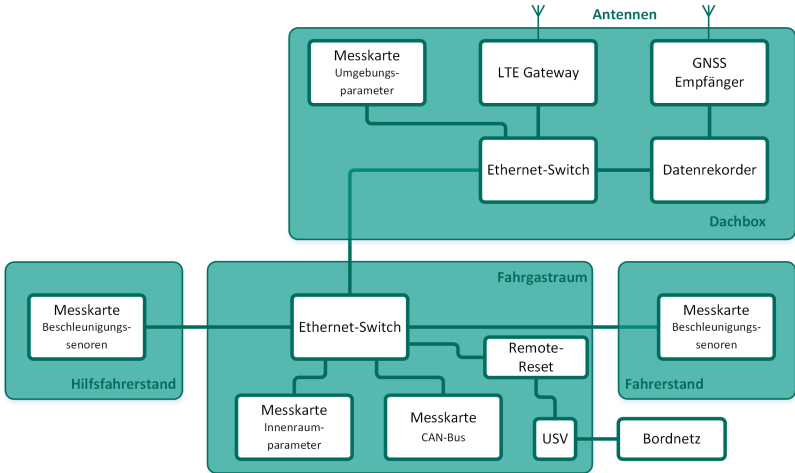 Antennen
Messkarte
Umgebungs-
parameter
LTE Gateway
GNSS
Empfänger
Ethernet-Switch
Datenrekorder
Dachbox
Fahrgastraum
Messkarte
Beschleunigungs-
senoren
Hilfsfahrerstand
Ethernet-Switch
Remote-
Reset
Messkarte
Beschleunigungs-
senoren
Fahrerstand
Messkarte
Innenraum-
parameter
Messkarte
CAN-Bus
USV
Bordnetz